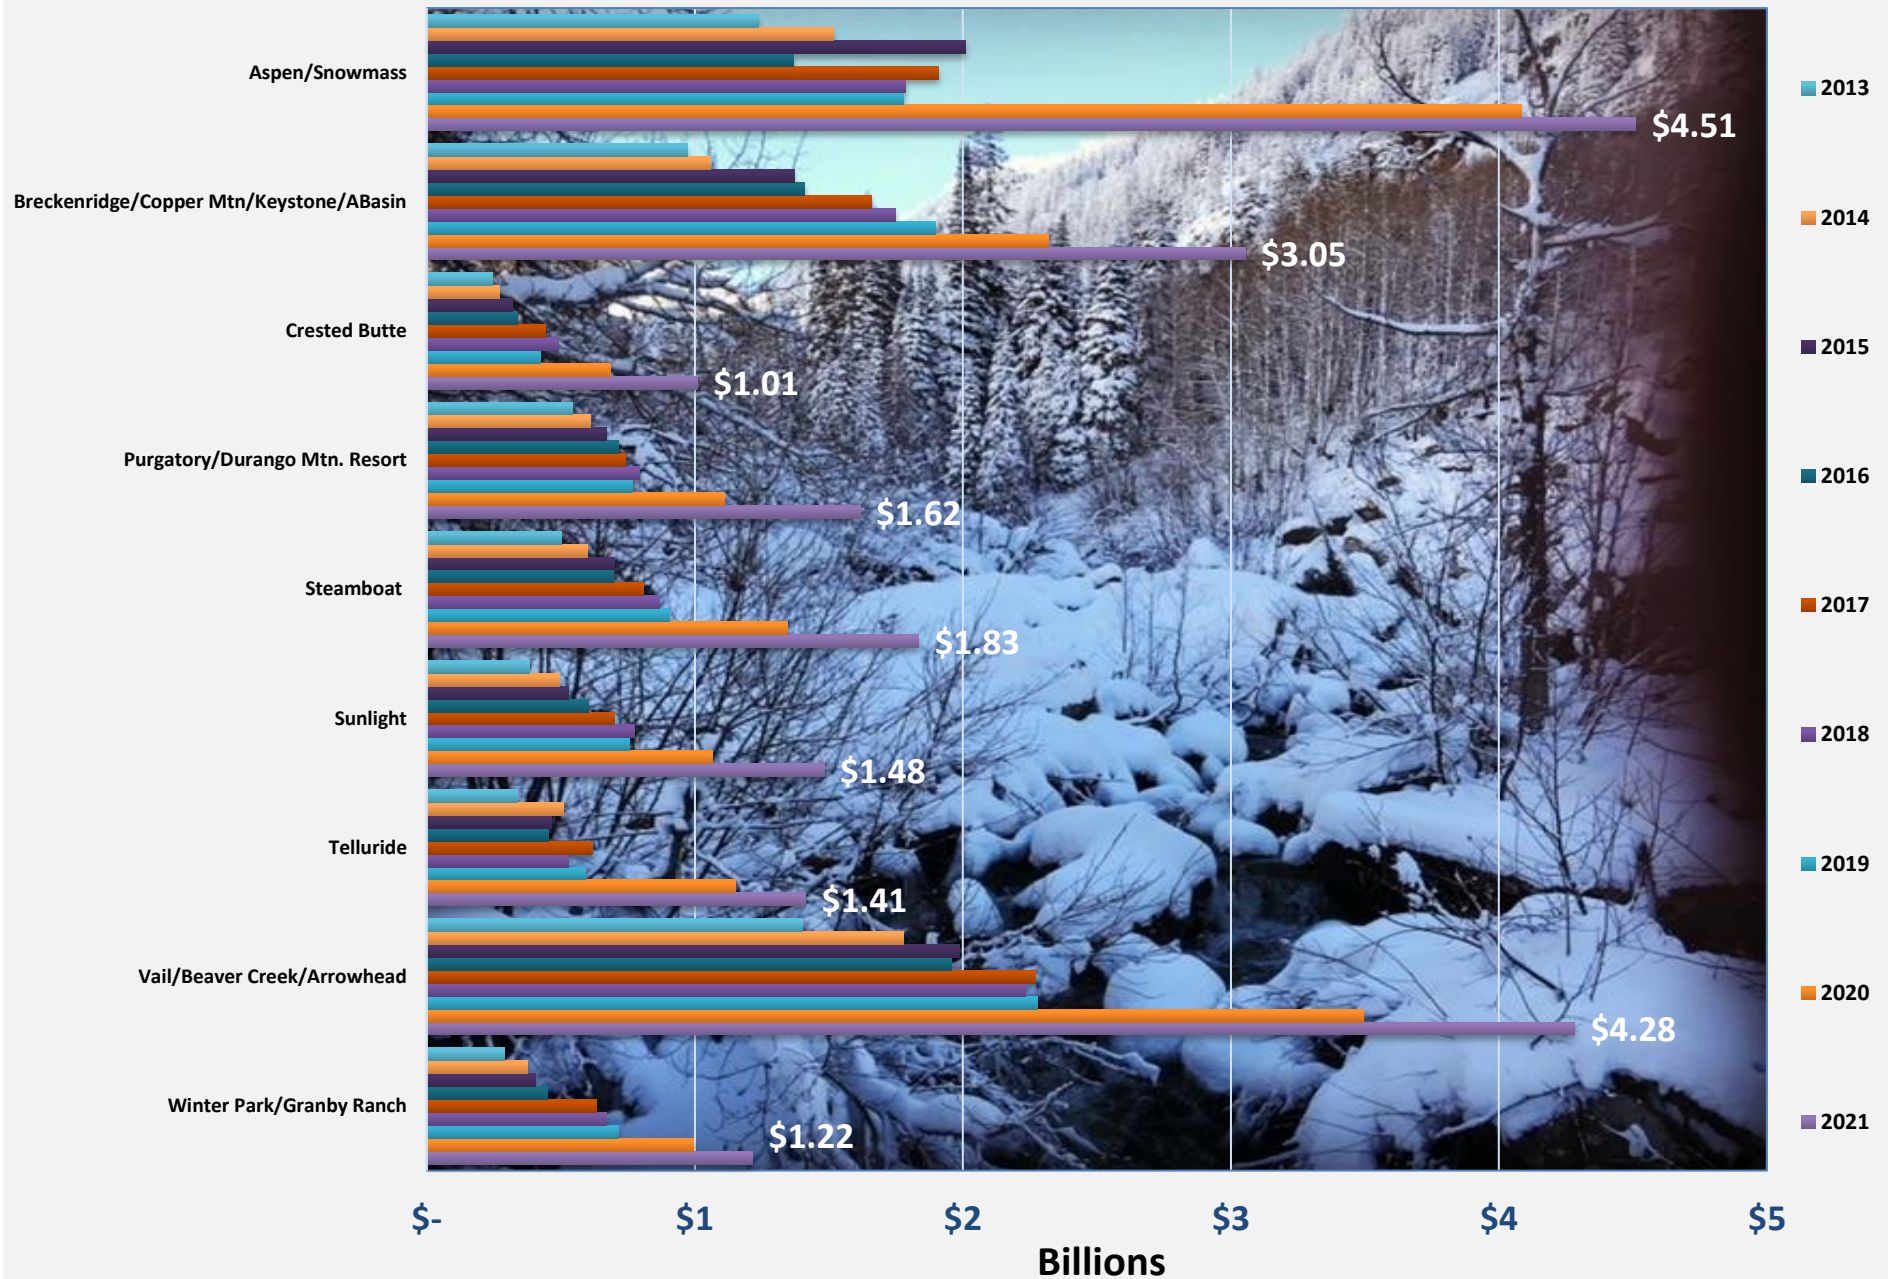 Aspen/Snowmass
$4.51
Breckenridge/Copper Mtn/Keystone/ABasin
$3.05
Crested Butte
$1.01
Purgatory/Durango Mtn. Resort
$1.62
Steamboat
$1.83
Sunlight
$1.48
Telluride
$1.41
Vail/Beaver Creek/Arrowhead
$4.28
Winter Park/Granby Ranch
$1.22
$- $1 $2 $3 $4 $5
Billions
2013
2014
2015
2016
2017
2018
2019
2020
2021